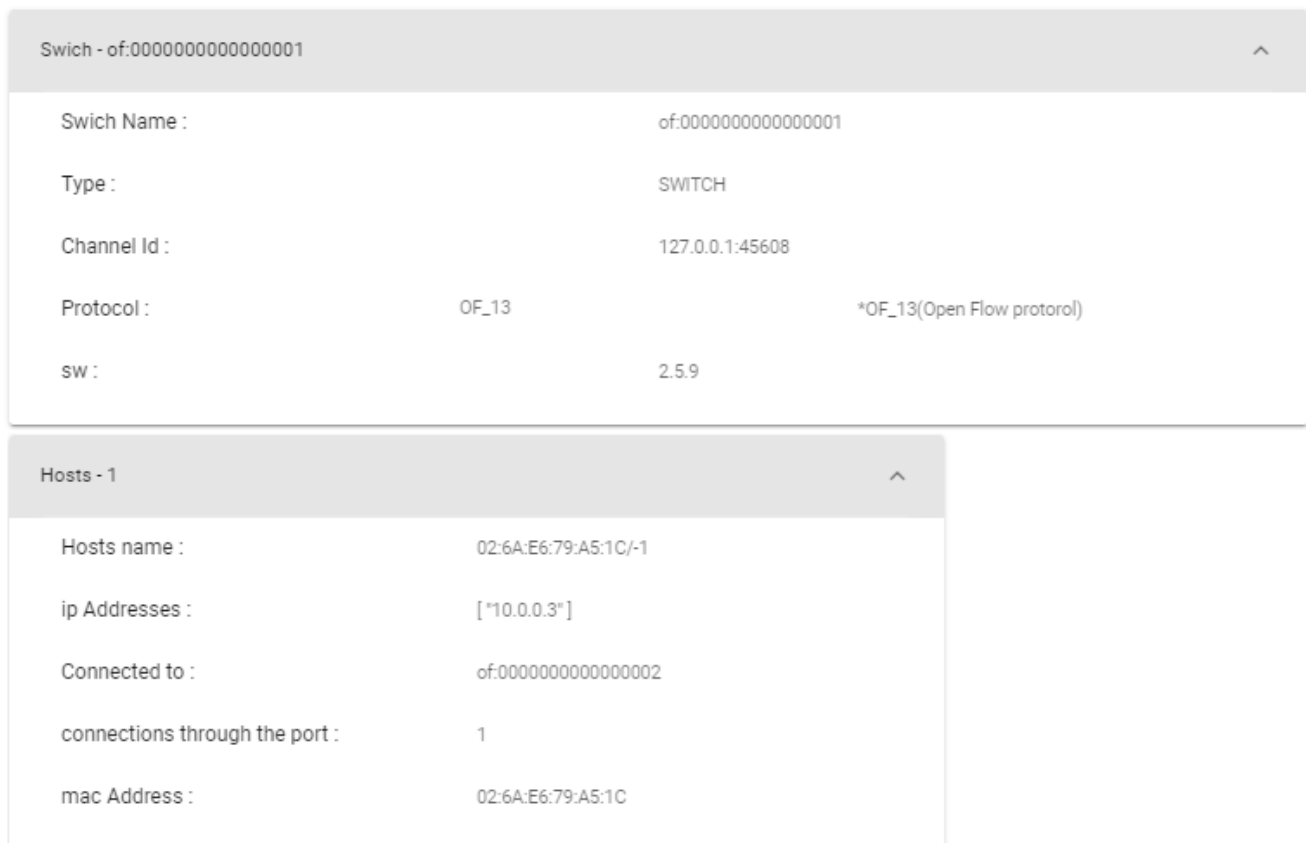 Swich - of:0000000000000001
Swich Name : of:0000000000000001
Type : SWITCH
Channel Id : 127.0.0.1:45608
Protocol : OF_13 *OF_13(Open Flow protorol)
sw : 2.5.9
Hosts - 1
Hosts name : 02:6A:E6:79:A5:1C/-1
ip Addresses : [ "10.0.0.3" ]
Connected to : of:0000000000000002
connections through the port : 1
mac Address : 02:6A:E6:79:A5:1C